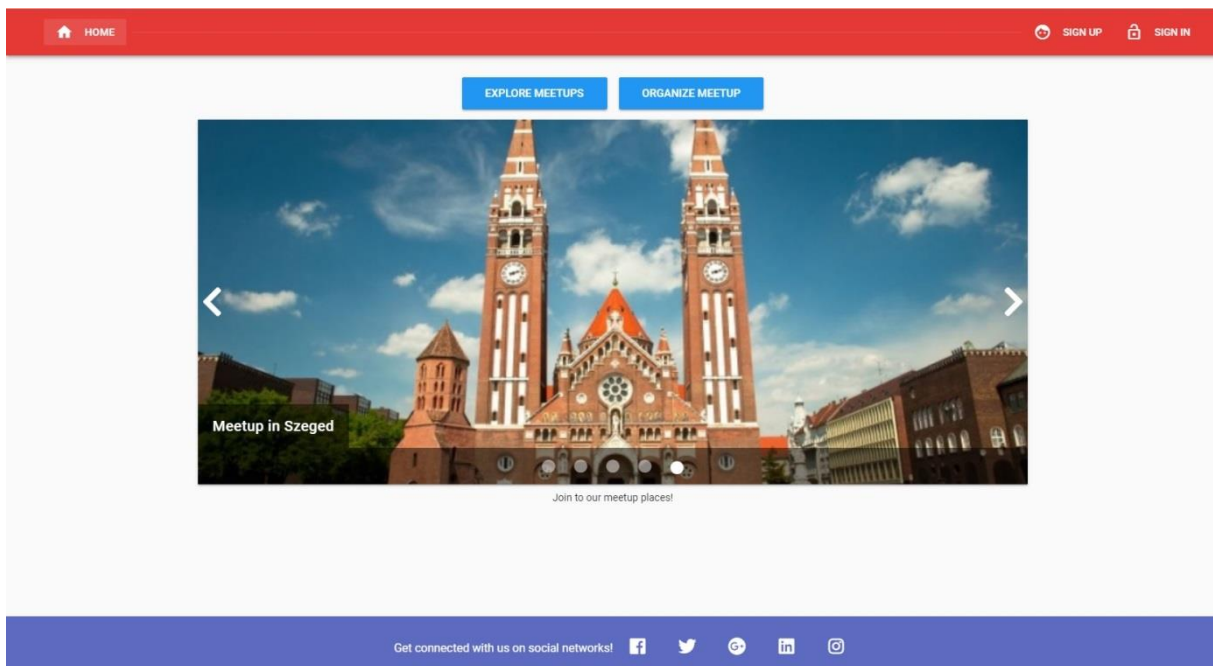 HOME
SIGN UP
SIGN IN
EXPLORE MEETUPS
ORGANIZE MEETUP
Meetup in Szeged
Join to our meetup places!
Get connected with us on social networks!